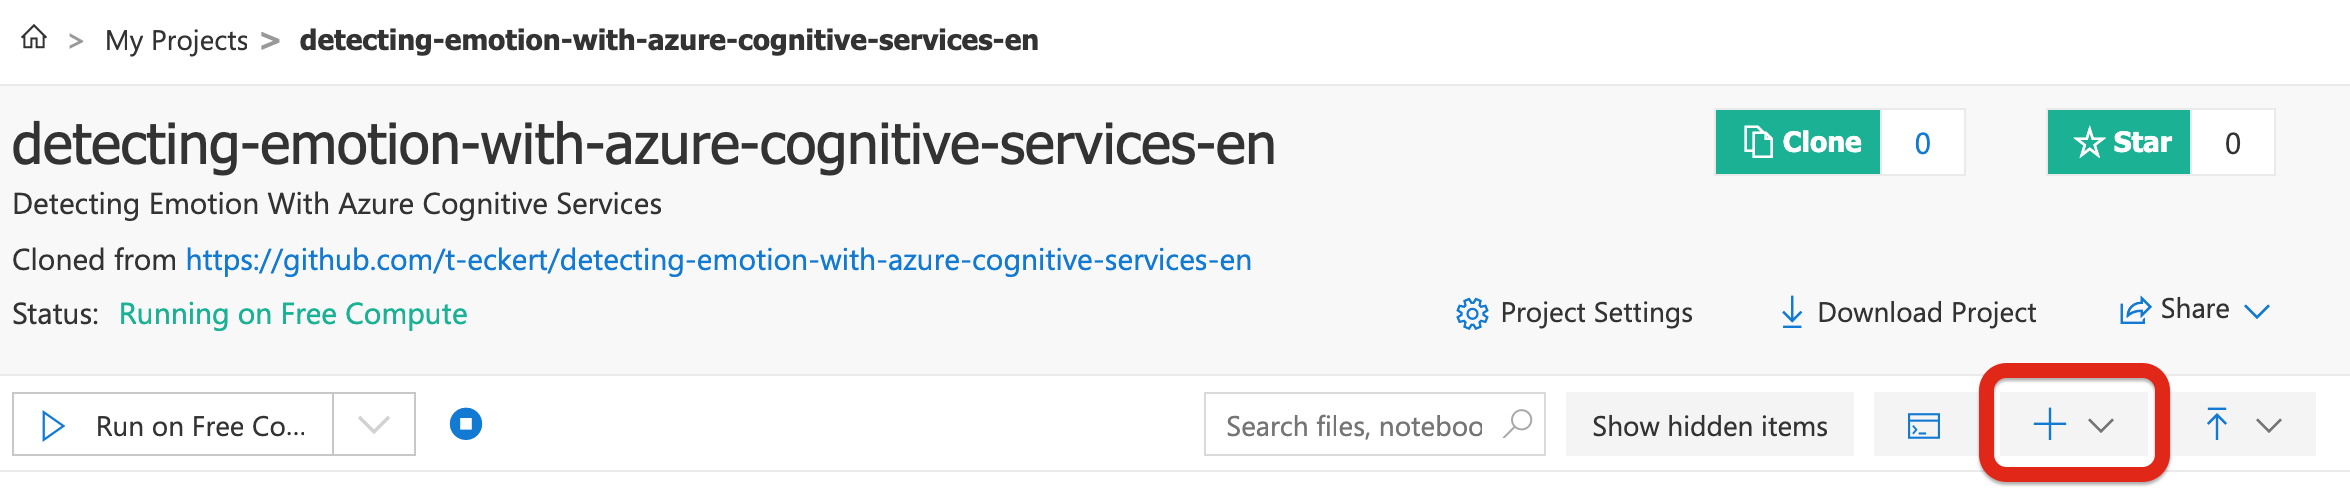 > My Projects > detecting-emotion-with-azure-cognitive-services-en
detecting-emotion-with-azure-cognitive-services-en
Clone 0
Star 0
Detecting Emotion With Azure Cognitive Services
Cloned from https://github.com/t-eckert/detecting-emotion-with-azure-cognitive-services-en
Status: Running on Free Compute
Project Settings
Download Project
Share
Run on Free Co...
Search files, noteboo
Show hidden items